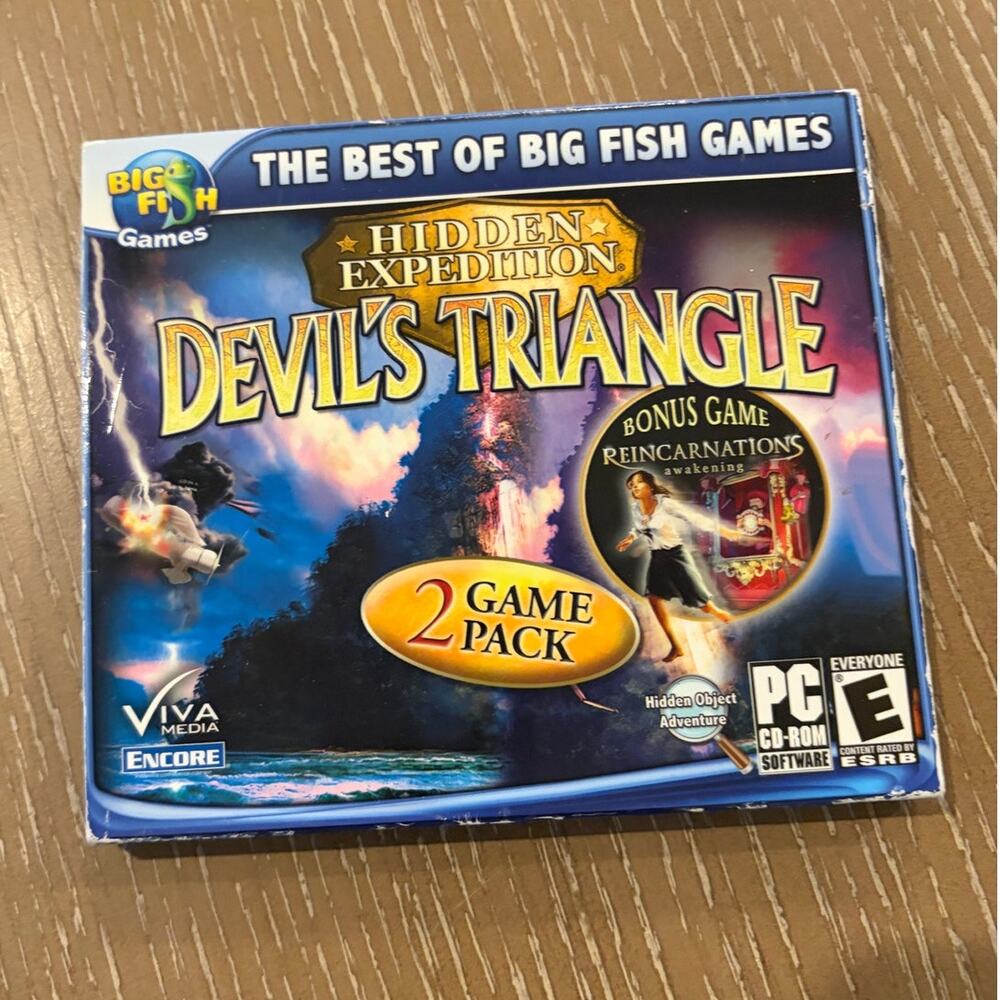 BIG FISH Games™
THE BEST OF BIG FISH GAMES
HIDDEN
EXPEDITION®
DEVIL'S TRIANGLE
BONUS GAME
REINCARNATIONS
awakening
2 GAME
PACK
VIVA
MEDIA
ENCORE
Hidden Object
Adventure
PC
CD-ROM
SOFTWARE
EVERYONE
E®
CONTENT RATED BY
ESRB